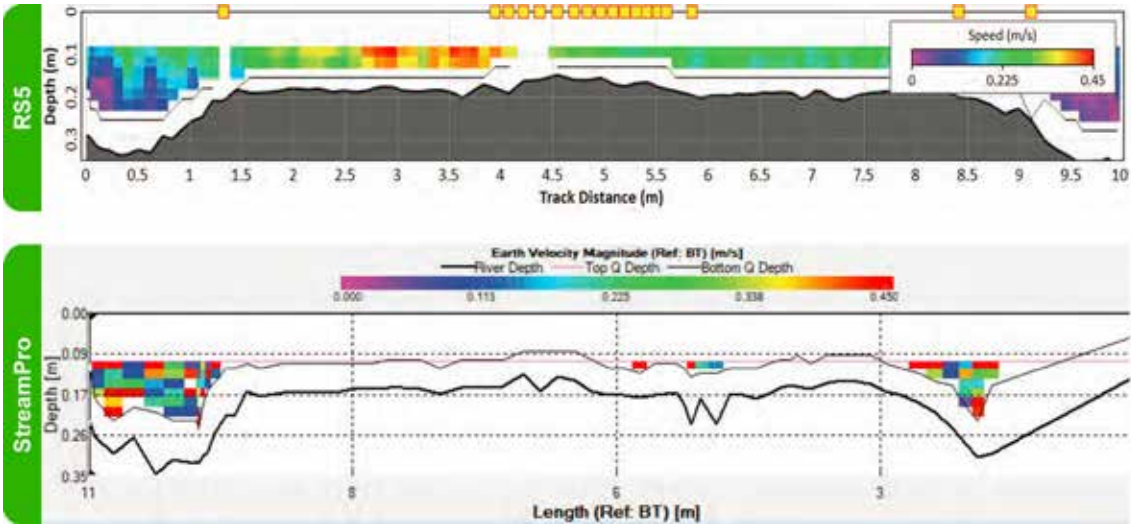 RS5
Depth (m)
0
0.1
0.2
0.3
Speed (m/s)
0 0.225 0.45
0 0.5 1 1.5 2 2.5 3 3.5 4 4.5 5 5.5 6 6.5 7 7.5 8 8.5 9 9.5 10
Track Distance (m)
StreamPro
Earth Velocity Magnitude (Ref: BT) [m/s]
River Depth Top Q Depth Bottom Q Depth
0.000 0.113 0.225 0.338 0.450
Depth [m]
0.00
0.09
0.17
0.26
0.35
11 8 6 3
Length (Ref: BT) [m]